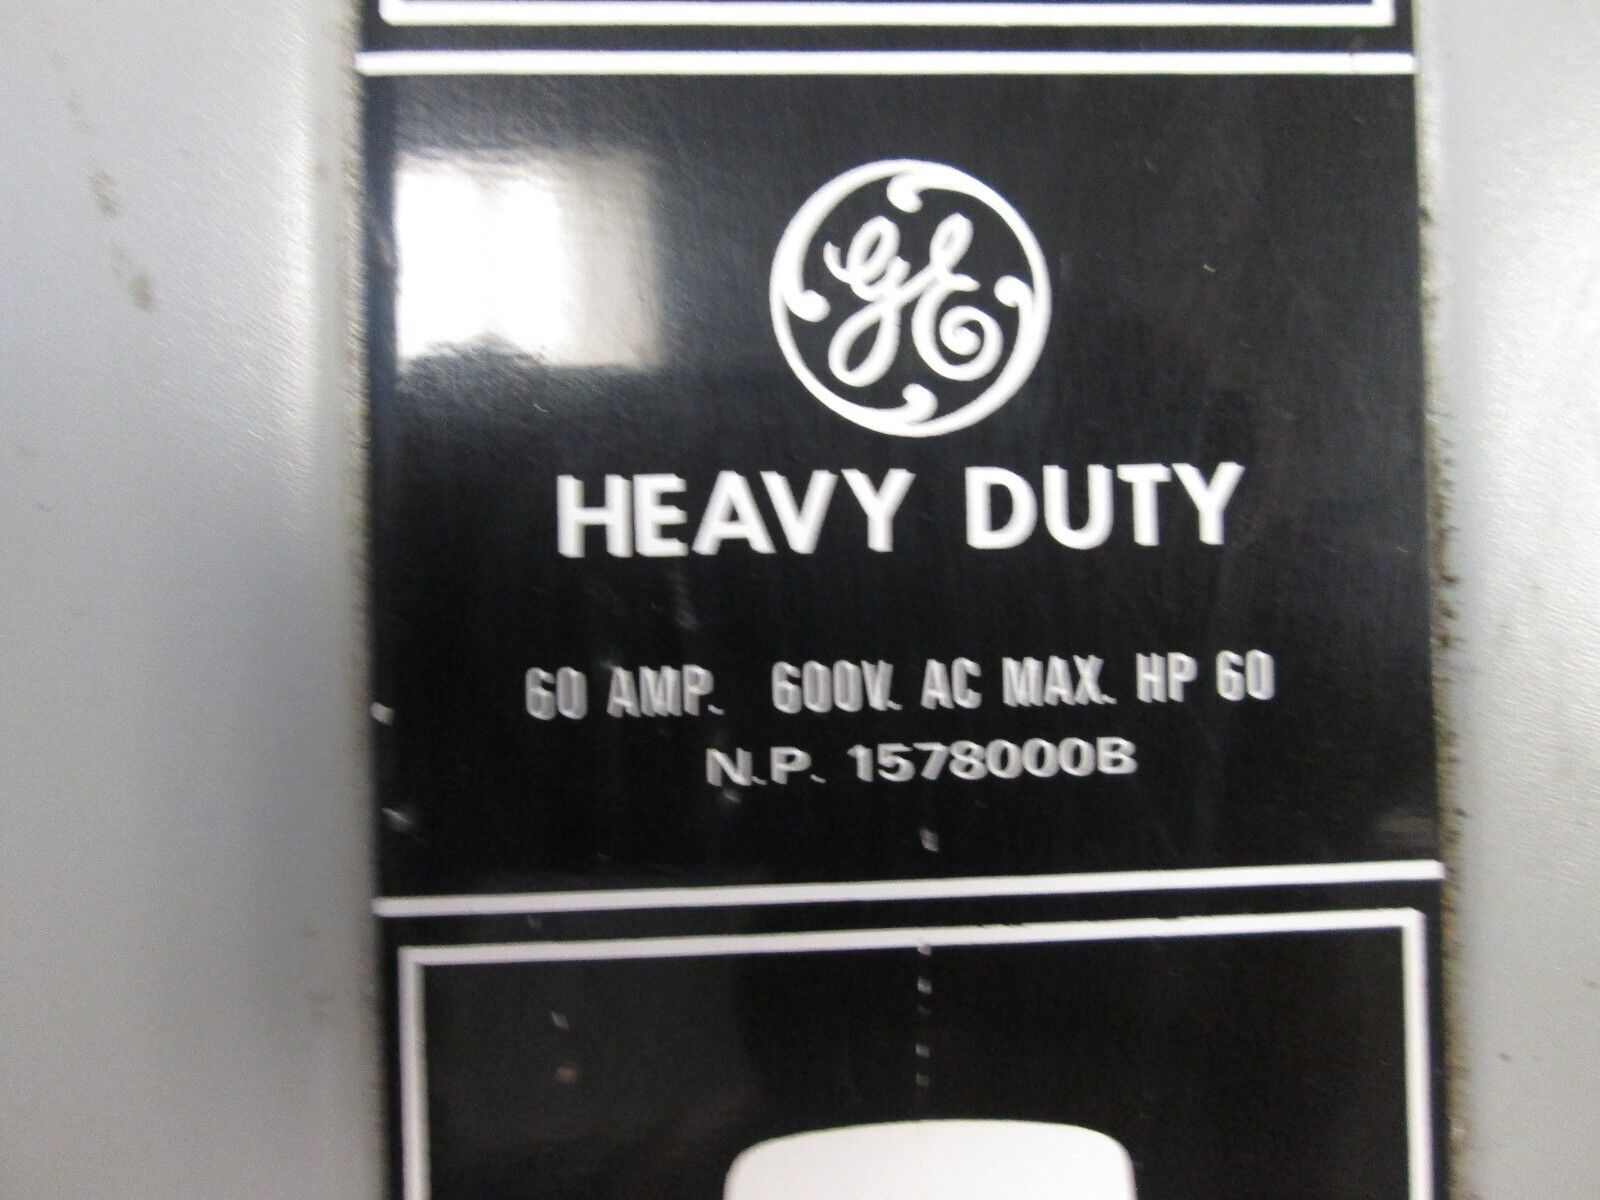 GE
HEAVY DUTY
60 AMP. 600V. AC MAX. HP 60
N.P. 1578000B